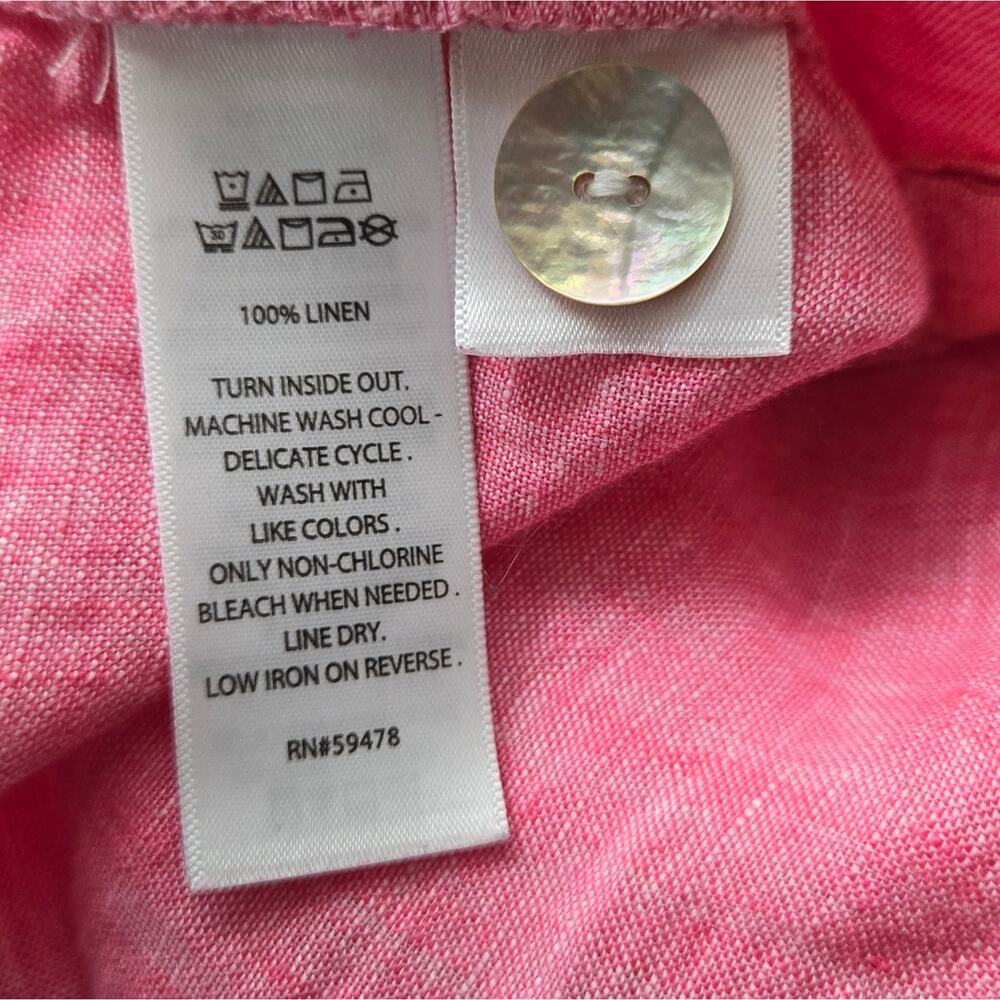 30
100% LINEN
TURN INSIDE OUT.
MACHINE WASH COOL -
DELICATE CYCLE .
WASH WITH
LIKE COLORS .
ONLY NON-CHLORINE
BLEACH WHEN NEEDED .
LINE DRY.
LOW IRON ON REVERSE .
RN#59478